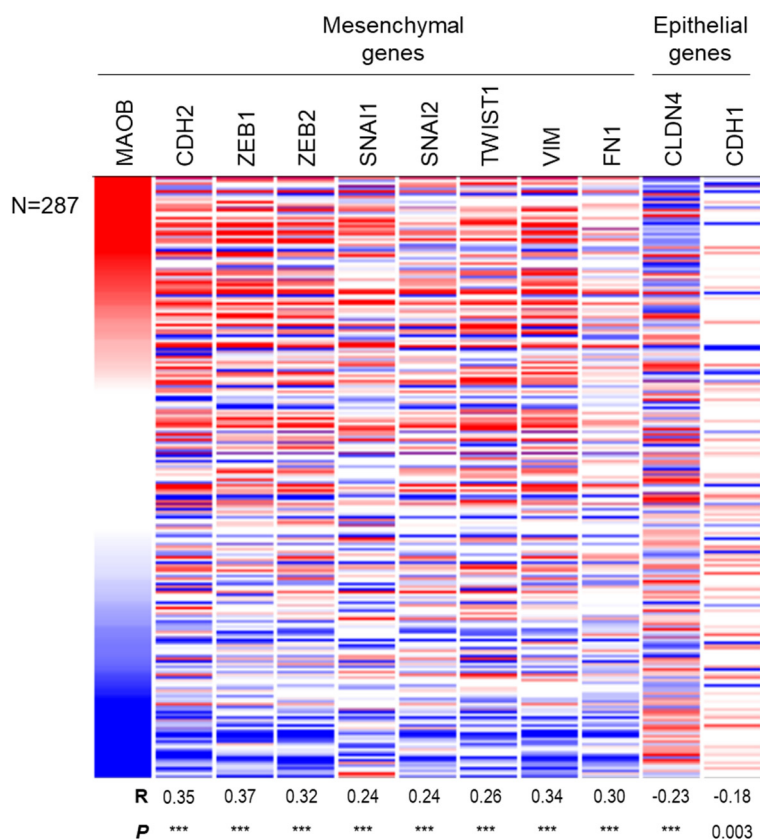 Mesenchymal
genes
Epithelial
genes
MAOB
CDH2
ZEB1
ZEB2
SNAI1
SNAI2
TWIST1
VIM
FN1
CLDN4
CDH1
N=287
R 0.35 0.37 0.32 0.24 0.24 0.26 0.34 0.30 -0.23 -0.18
P *** *** *** *** *** *** *** *** *** 0.003